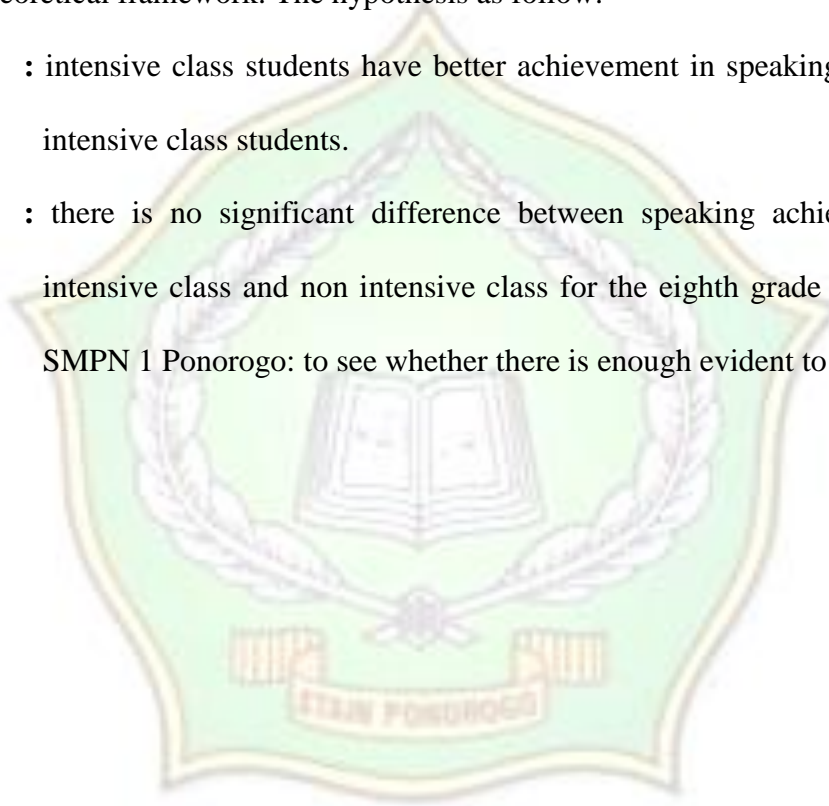 eoretical framework. The hypothesis as follow:
: intensive class students have better achievement in speaking
intensive class students.
: there is no significant difference between speaking achie
intensive class and non intensive class for the eighth grade
SMPN 1 Ponorogo: to see whether there is enough evident to
STAIN PONOROGO